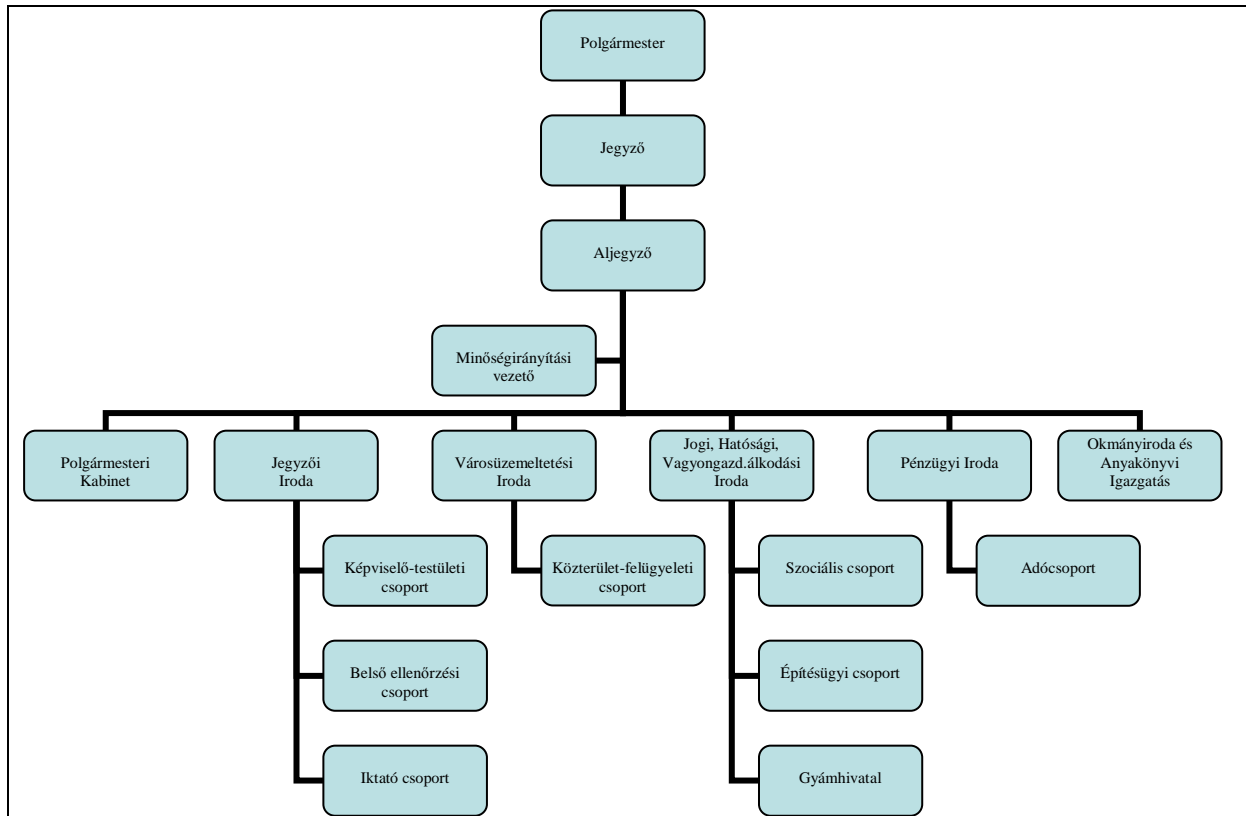 Polgármester
Jegyző
Aljegyző
Minőségirányítási
vezető
Polgármesteri
Kabinet
Jegyzői
Iroda
Városüzemeltetési
Iroda
Jogi, Hatósági,
Vagyongazd.álkodási
Iroda
Pénzügyi Iroda
Okmányiroda és
Anyakönyvi
Igazgatás
Képviselő-testületi
csoport
Közterület-felügyeleti
csoport
Szociális csoport
Adócsoport
Belső ellenőrzési
csoport
Építésügyi csoport
Iktató csoport
Gyámhivatal